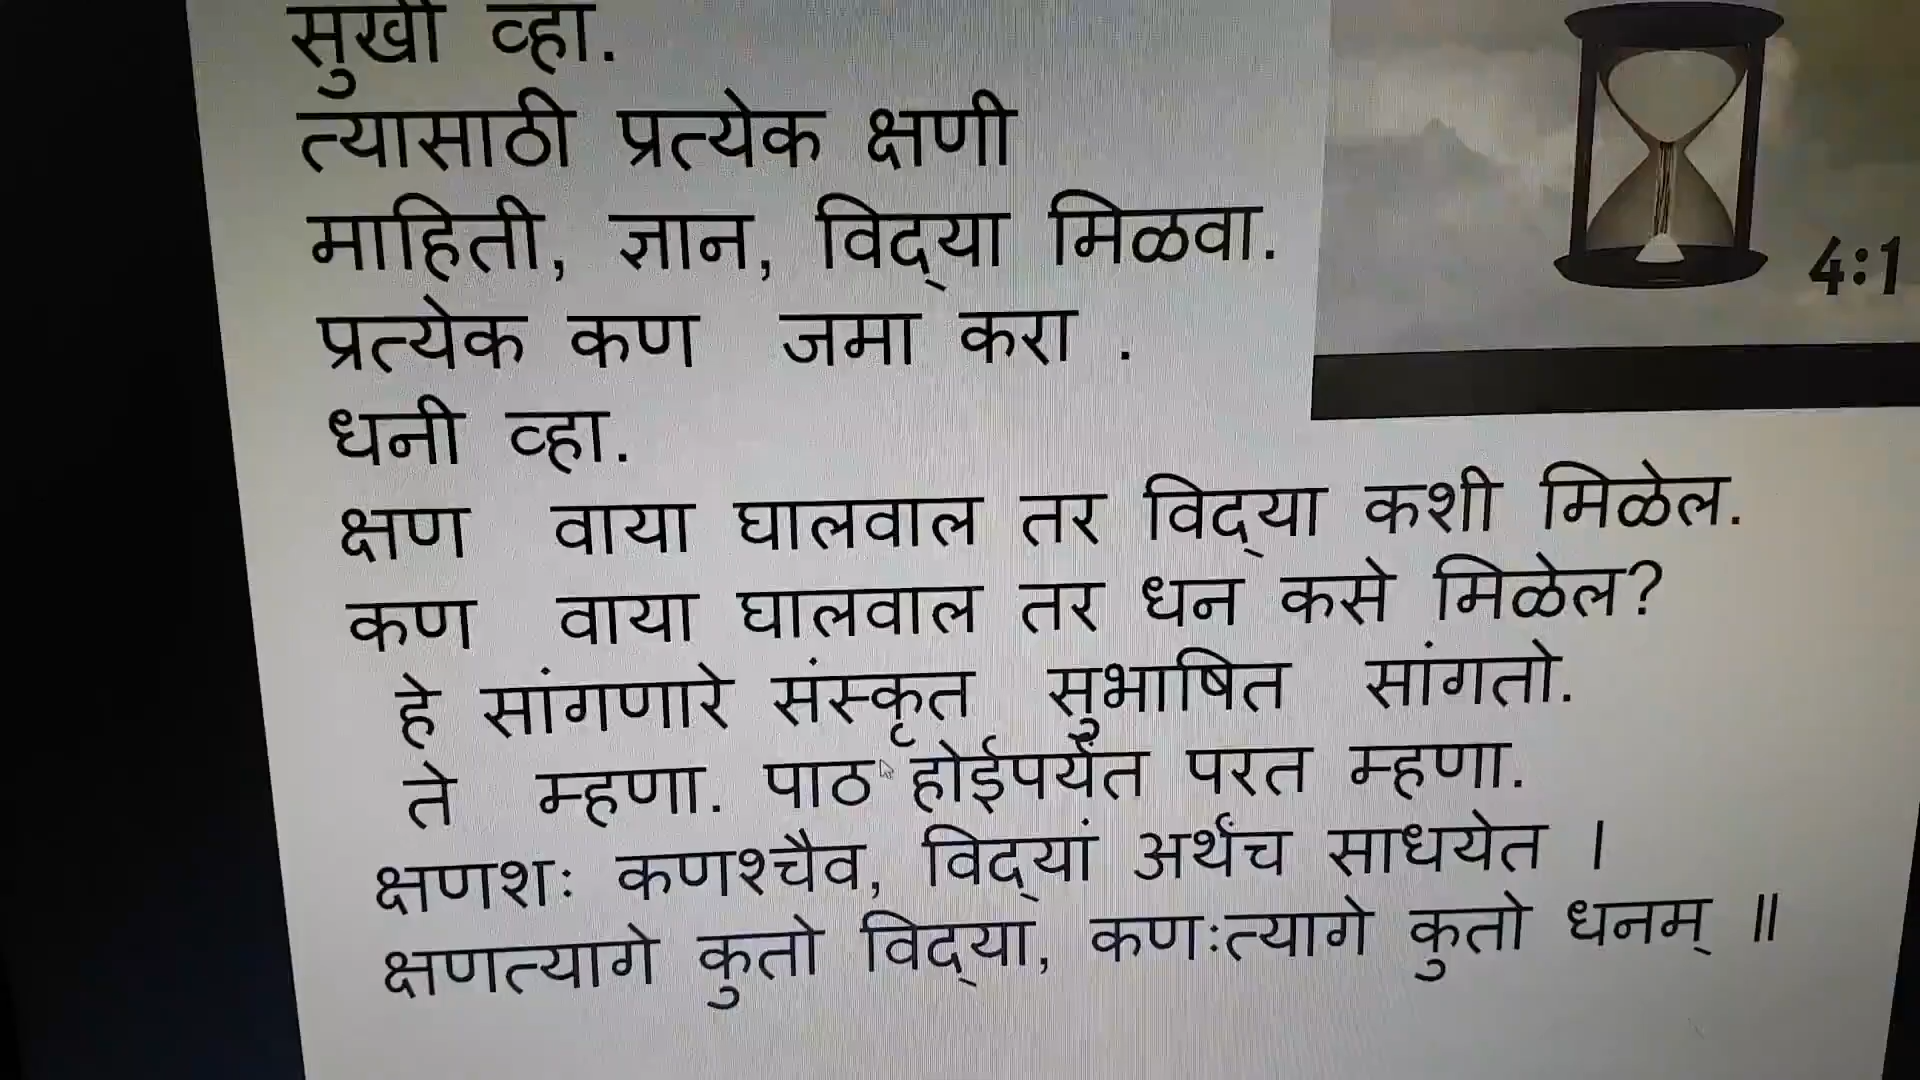 सुखी व्हा.
त्यासाठी प्रत्येक क्षणी
माहिती, ज्ञान, विद्‌या मिळवा.
प्रत्येक कण जमा करा .
धनी व्हा.
क्षण वाया घालवाल तर विद्‌या कशी मिळेल.
कण वाया घालवाल तर धन कसे मिळेल?
हे सांगणारे संस्कृत सुभाषित सांगतो.
ते म्हणा. पाठ होईपर्यंत परत म्हणा.
क्षणशः कणश्चैव, विद्‌यां अर्थंच साधयेत ।
क्षणत्यागे कुतो विद्‌या, कणःत्यागे कुतो धनम् ॥
4:1